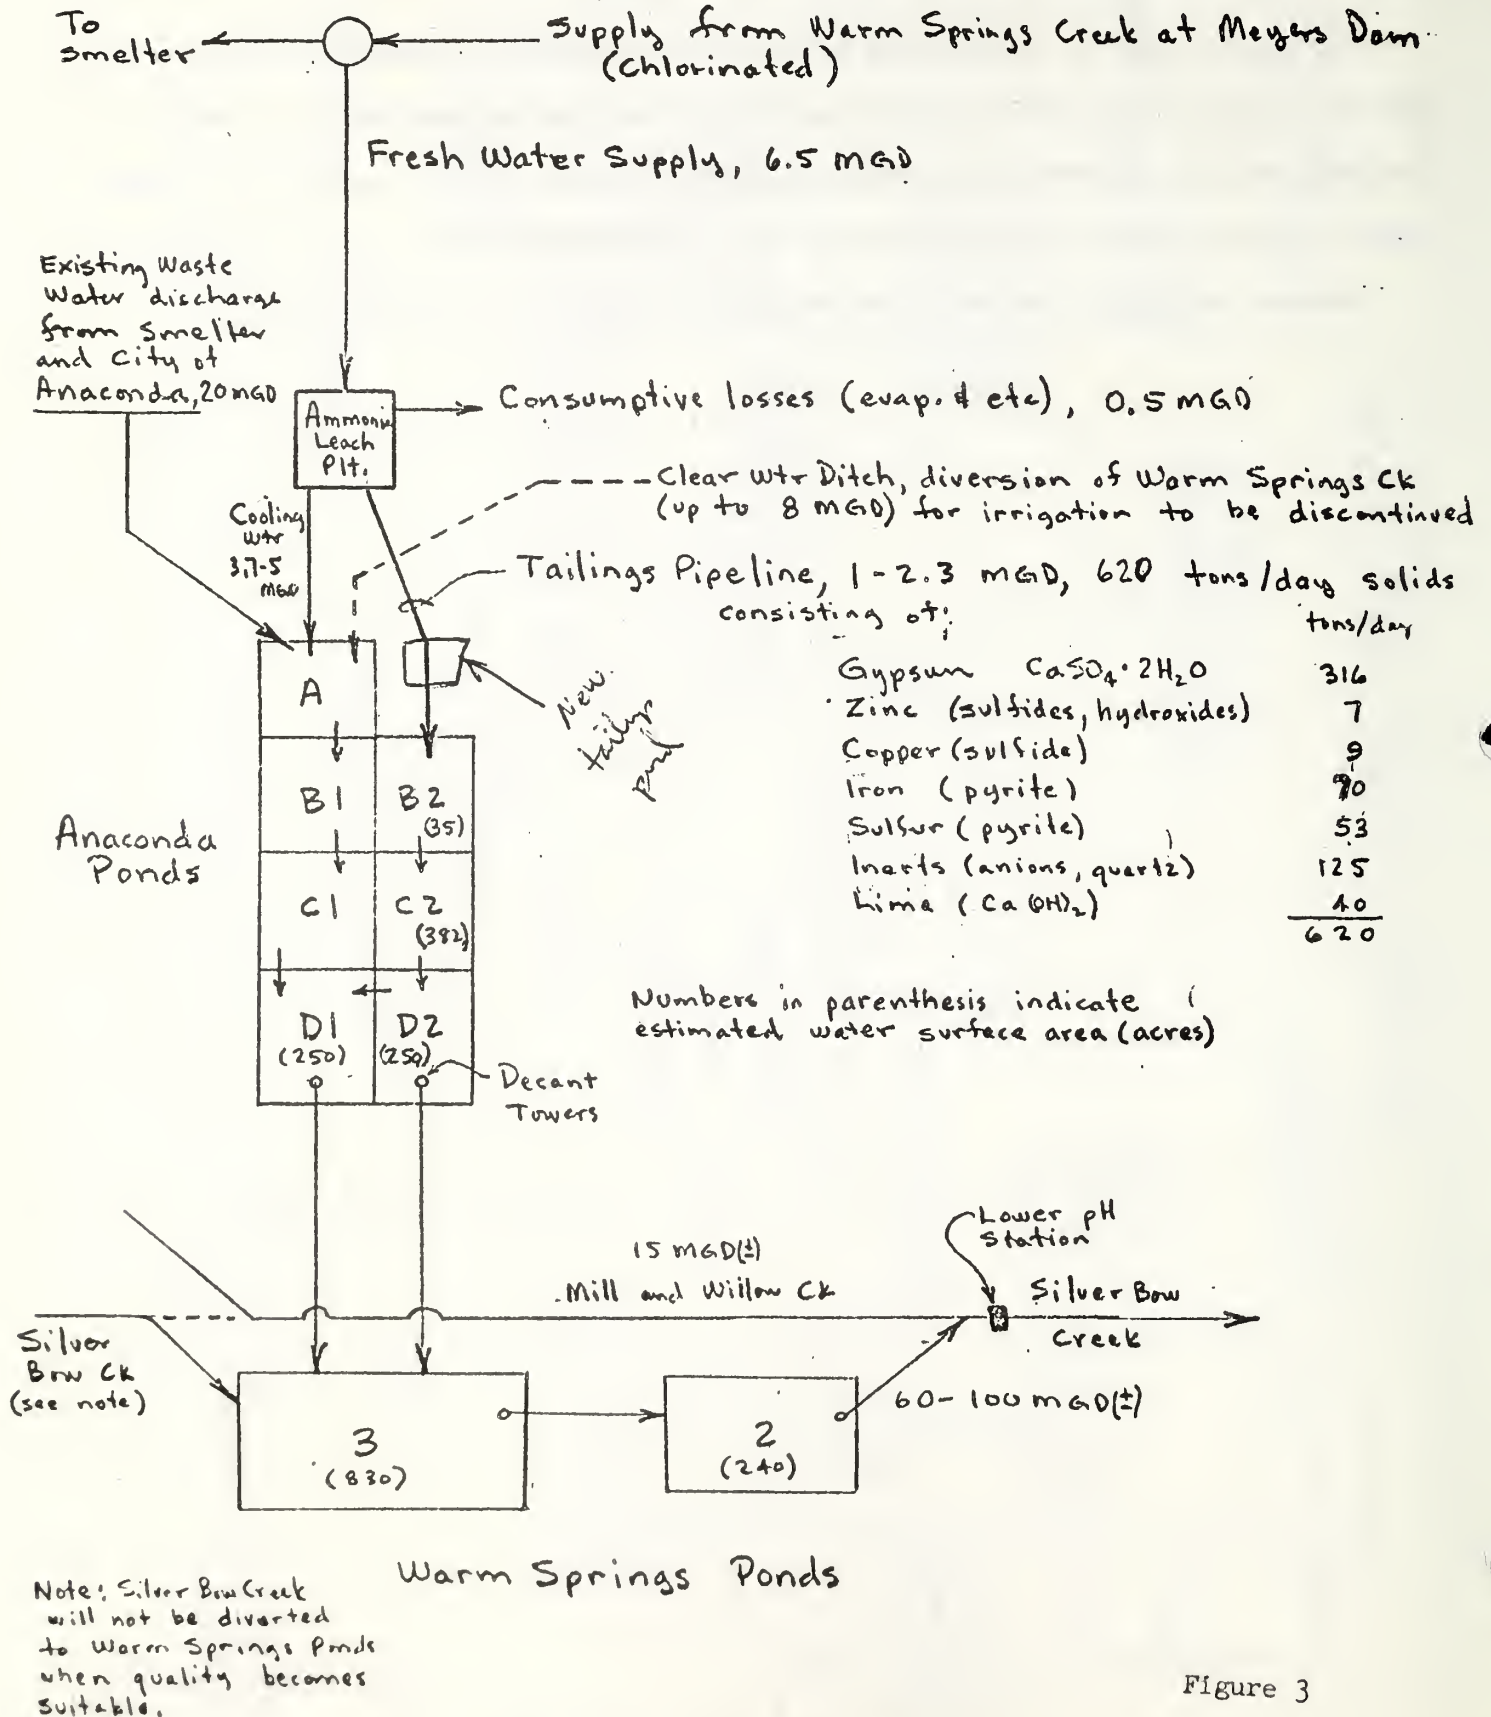 To
smelter
Supply from Warm Springs Creek at Meyers Dam
(Chlorinated)
Fresh Water Supply, 6.5 MGD
Existing Waste
Water discharge
from smelter
and City of
Anaconda, 20 MGD
Ammonia
Leach
Plt.
Consumptive losses (evap. & etc), 0.5 MGD
Clear Wtr Ditch, diversion of Warm Springs Ck
(up to 8 MGD) for irrigation to be discontinued
Cooling
Wtr
3.7-5
MGD
Tailings Pipeline, 1-2.3 MGD, 620 tons/day solids
consisting of:
tons/day
Gypsun CaSO4·2H2O 316
Zinc (sulfides, hydroxides) 7
Copper (sulfide) 9
Iron (pyrite) 70
Sulfur (pyrite) 53
Inerts (anions, quartz) 125
Lime (Ca(OH)2) 40
620
New
tailings
pond
A
B1
B2
(35)
Anaconda
Ponds
C1
C2
(382)
D1
(250)
D2
(250)
Numbers in parenthesis indicate
estimated water surface area (acres)
Decant
Towers
Lower pH
Station
15 MGD(±)
Mill and Willow Ck
Silver Bow
Creek
Silver
Bow Ck
(see note)
60-100 MGD(±)
3
(830)
2
(240)
Warm Springs Ponds
Note: Silver Bow Creek
will not be diverted
to Warm Springs Ponds
when quality becomes
suitable.
Figure 3